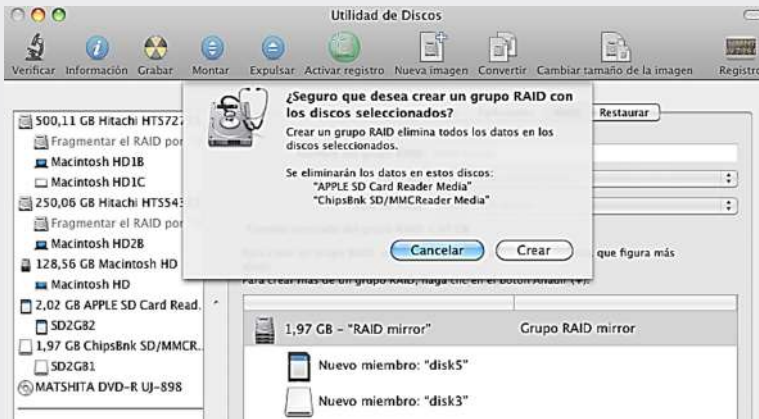 Utilidad de Discos
Verificar Información Grabar Montar Expulsar Activar registro Nueva imagen Convertir Cambiar tamaño de la imagen Registro
¿Seguro que desea crear un grupo RAID con
los discos seleccionados?
Crear un grupo RAID elimina todos los datos en los
discos seleccionados.
Se eliminarán los datos en estos discos:
"APPLE SD Card Reader Media"
"ChipsBnk SD/MMCReader Media"
Cancelar Crear
500,11 GB Hitachi HTS727
Fragmentar el RAID por
Macintosh HD1B
Macintosh HD1C
250,06 GB Hitachi HTS543
Fragmentar el RAID por
Macintosh HD2B
128,56 GB Macintosh HD
Macintosh HD
2,02 GB APPLE SD Card Read.
SD2GB2
1,97 GB ChipsBnk SD/MMCR..
SD2GB1
MATSHITA DVD-R UJ-898
Restaurar
que figura más
Para crear más de un grupo RAID, haga clic en el botón Añadir (+).
1,97 GB - "RAID mirror" Grupo RAID mirror
Nuevo miembro: "disk5"
Nuevo miembro: "disk3"